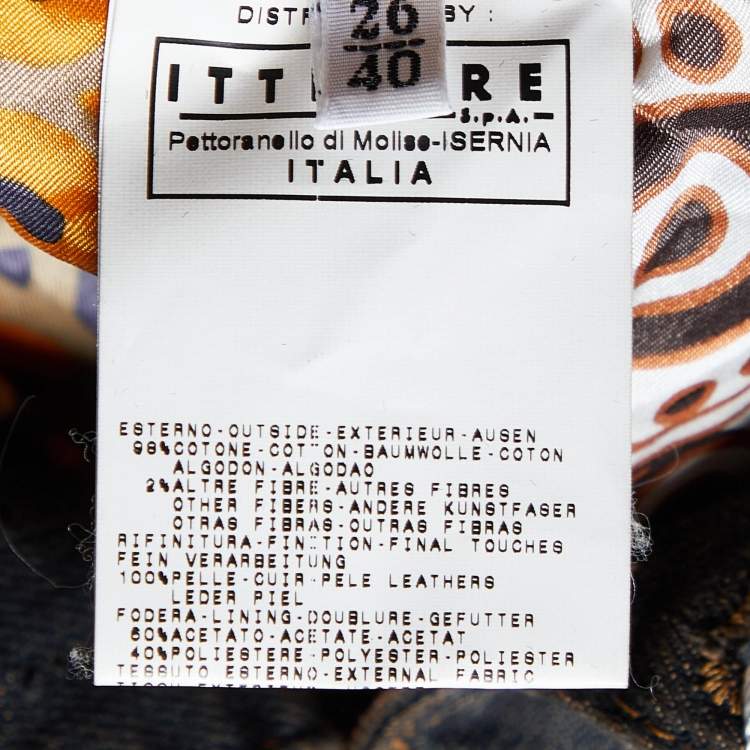 BY :
26
40
S.p.A.
Pettoranello di Molise-ISERNIA
ITALIA
ESTERNO-OUTSIDE-EXTERIEUR-AUSEN
98%COTONE-COTTON-BAUMWOLLE-COTON
ALGODON-ALGODAO
2%ALTRE FIBRE-AUTRES FIBRES
OTHER FIBERS-ANDERE KUNSTFASER
OTRAS FIBRAS-OUTRAS FIBRAS
RIFINITURA-FINITION-FINAL TOUCHES
FEIN VERARBEITUNG
100%PELLE-CUIR-PELE LEATHERS
LEDER PIEL
FODERA-LINING-DOUBLURE-GEFUTTER
60%ACETATO-ACETATE-ACETAT
40%POLIESTERE-POLYESTER-POLIESTER
TESSUTO ESTERNO-EXTERNAL FABRIC